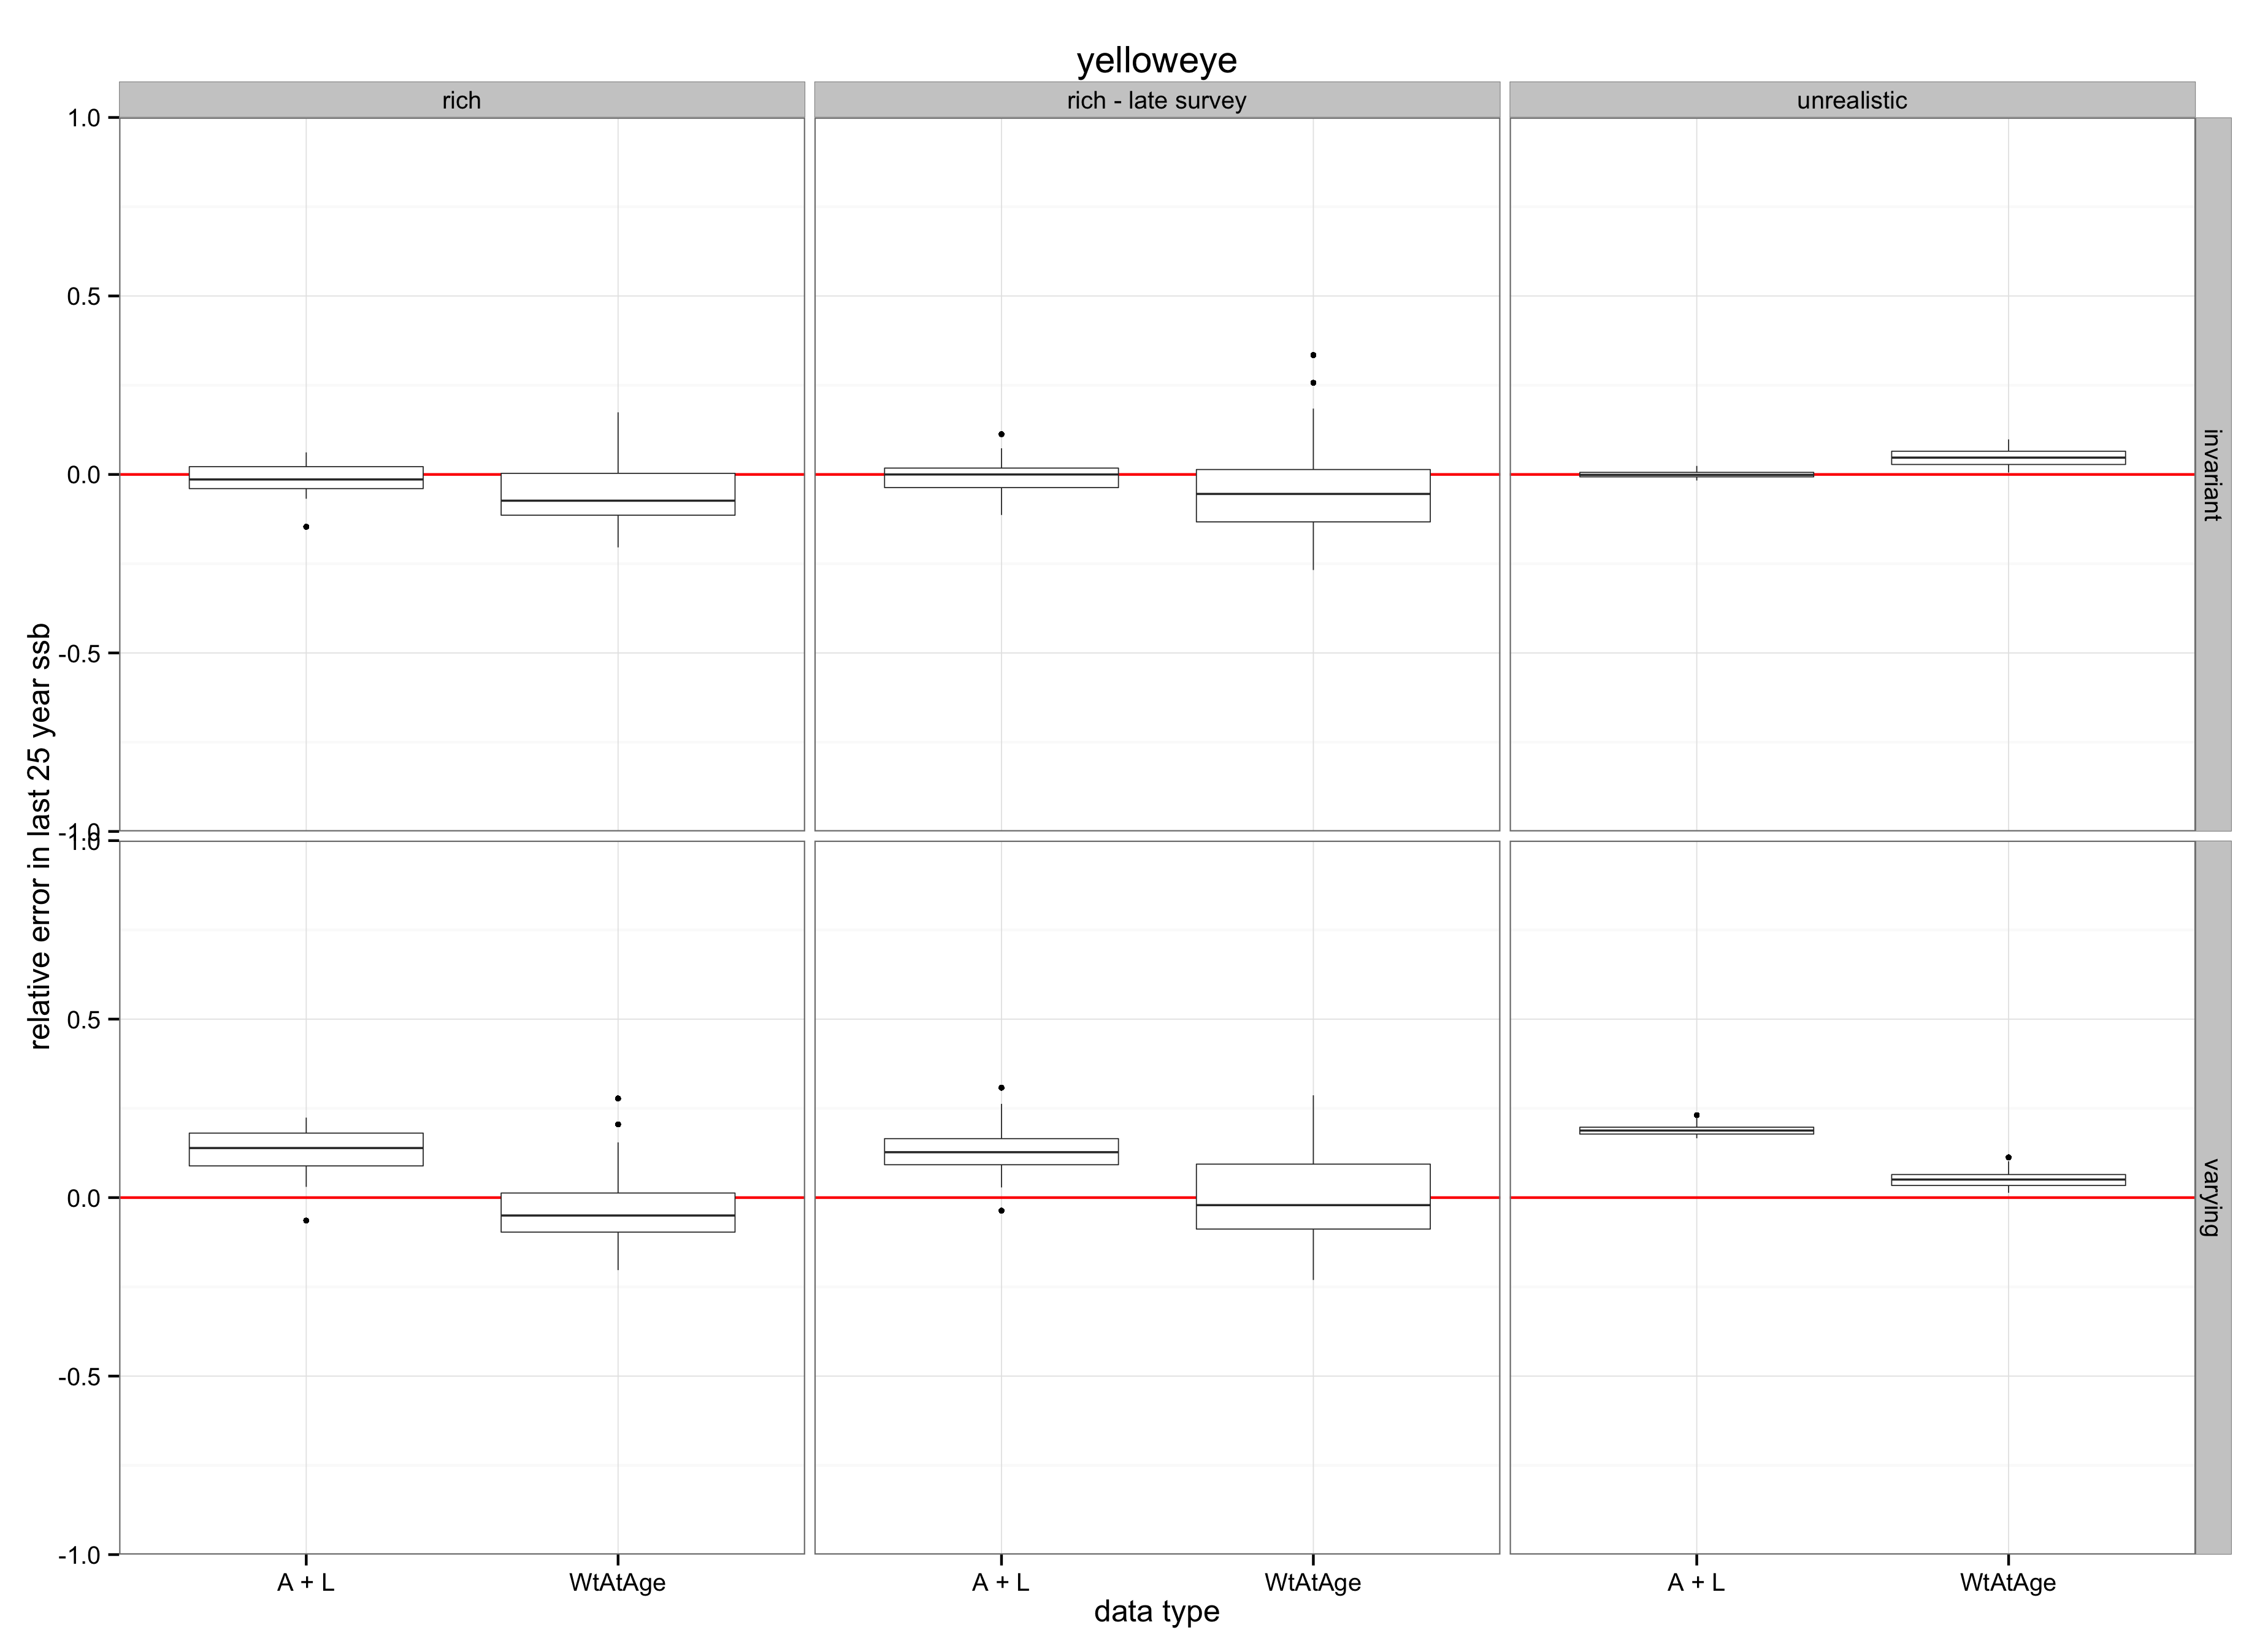 yelloweye
rich
rich - late survey
unrealistic
1.0
0.5
0.0
-0.5
-1.0
invariant
relative error in last 25 year ssb
1.0
0.5
0.0
-0.5
-1.0
varying
A + L
WtAtAge
A + L
WtAtAge
A + L
WtAtAge
data type